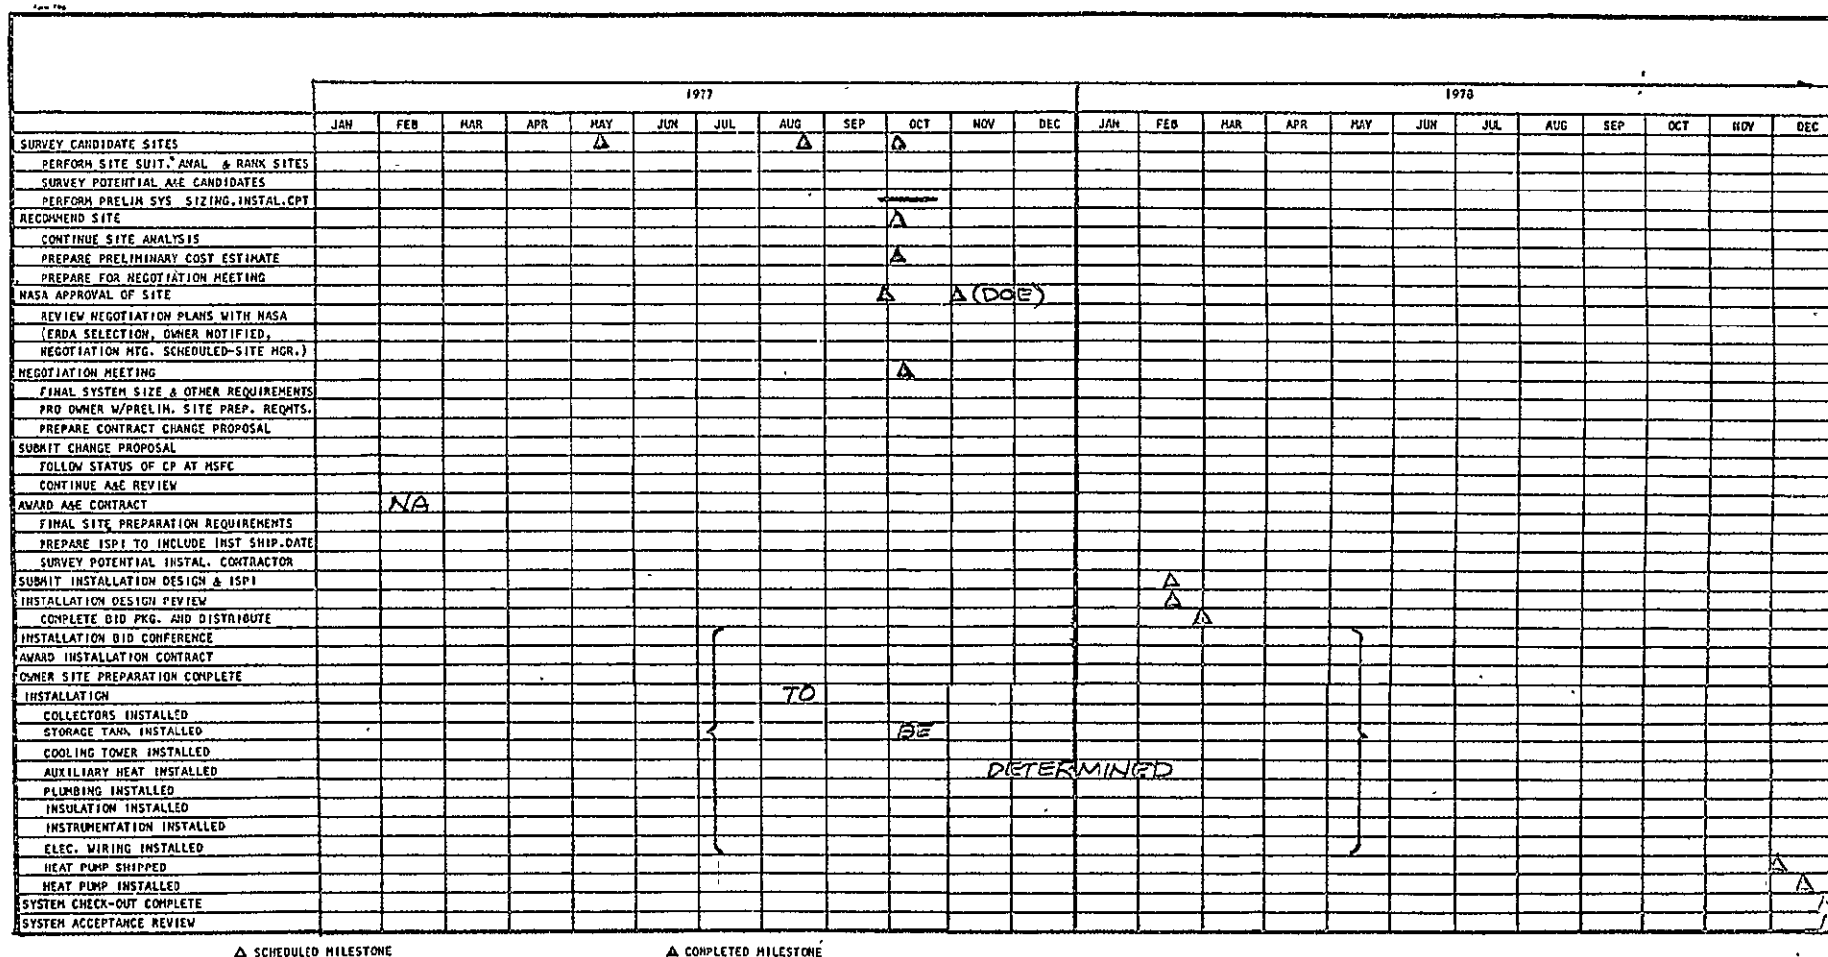 1977 1978
JAN FEB MAR APR MAY JUN JUL AUG SEP OCT NOV DEC JAN FEB MAR APR MAY JUN JUL AUG SEP OCT NOV DEC
SURVEY CANDIDATE SITES
PERFORM SITE SUIT. ANAL & RANK SITES
SURVEY POTENTIAL A&E CANDIDATES
PERFORM PRELIM SYS SIZING, INSTAL. CPT
RECOMMEND SITE
CONTINUE SITE ANALYSIS
PREPARE PRELIMINARY COST ESTIMATE
PREPARE FOR NEGOTIATION MEETING
NASA APPROVAL OF SITE (DOE)
REVIEW NEGOTIATION PLANS WITH NASA
(ERDA SELECTION, OWNER NOTIFIED,
NEGOTIATION MTG. SCHEDULED-SITE MGR.)
NEGOTIATION MEETING
FINAL SYSTEM SIZE & OTHER REQUIREMENTS
PRO OWNER W/PRELIM. SITE PREP. REQMTS.
PREPARE CONTRACT CHANGE PROPOSAL
SUBMIT CHANGE PROPOSAL
FOLLOW STATUS OF CP AT MSFC
CONTINUE A&E REVIEW
AWARD A&E CONTRACT NA
FINAL SITE PREPARATION REQUIREMENTS
PREPARE ISPI TO INCLUDE INST SHIP.DATE
SURVEY POTENTIAL INSTAL. CONTRACTOR
SUBMIT INSTALLATION DESIGN & ISPI
INSTALLATION DESIGN REVIEW
COMPLETE BID PKG. AND DISTRIBUTE
INSTALLATION BID CONFERENCE
AWARD INSTALLATION CONTRACT
OWNER SITE PREPARATION COMPLETE
INSTALLATION TO
COLLECTORS INSTALLED
STORAGE TANK INSTALLED BE
COOLING TOWER INSTALLED
AUXILIARY HEAT INSTALLED DETERMINED
PLUMBING INSTALLED
INSULATION INSTALLED
INSTRUMENTATION INSTALLED
ELEC. WIRING INSTALLED
HEAT PUMP SHIPPED
HEAT PUMP INSTALLED
SYSTEM CHECK-OUT COMPLETE
SYSTEM ACCEPTANCE REVIEW
SCHEDULED MILESTONE COMPLETED MILESTONE